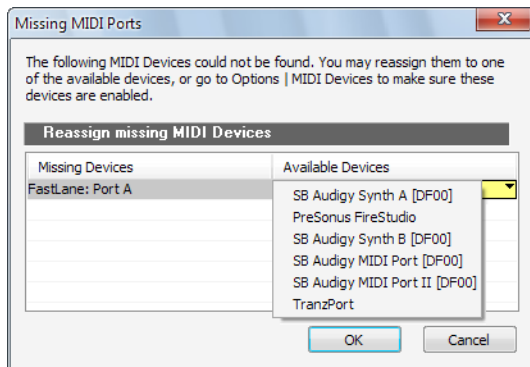 Missing MIDI Ports
The following MIDI Devices could not be found. You may reassign them to one
of the available devices, or go to Options | MIDI Devices to make sure these
devices are enabled.
Reassign missing MIDI Devices
Missing Devices Available Devices
FastLane: Port A
SB Audigy Synth A [DF00]
PreSonus FireStudio
SB Audigy Synth B [DF00]
SB Audigy MIDI Port [DF00]
SB Audigy MIDI Port II [DF00]
TranzPort
OK Cancel